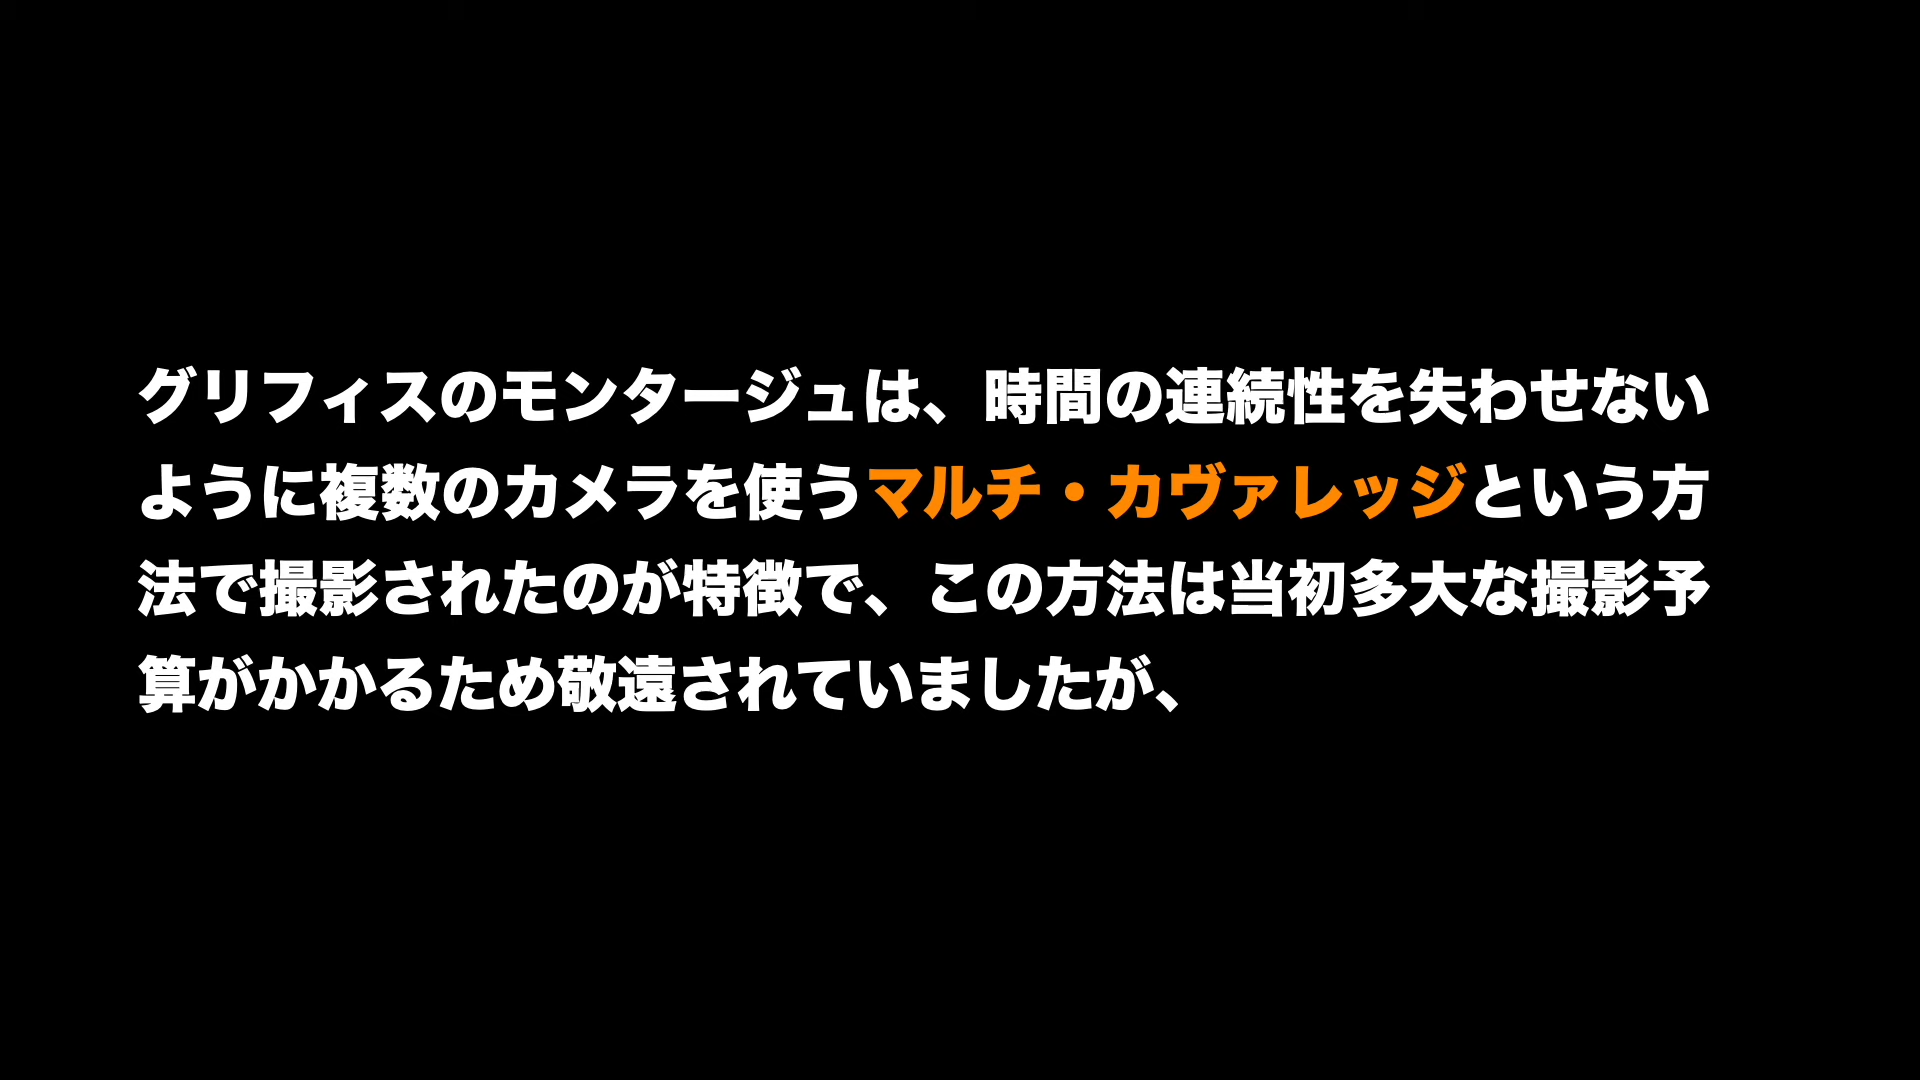 グリフィスのモンタージュは、時間の連続性を失わせない
ように複数のカメラを使うマルチ・カヴァレッジという方
法で撮影されたのが特徴で、この方法は当初多大な撮影予
算がかかるため敬遠されていましたが、